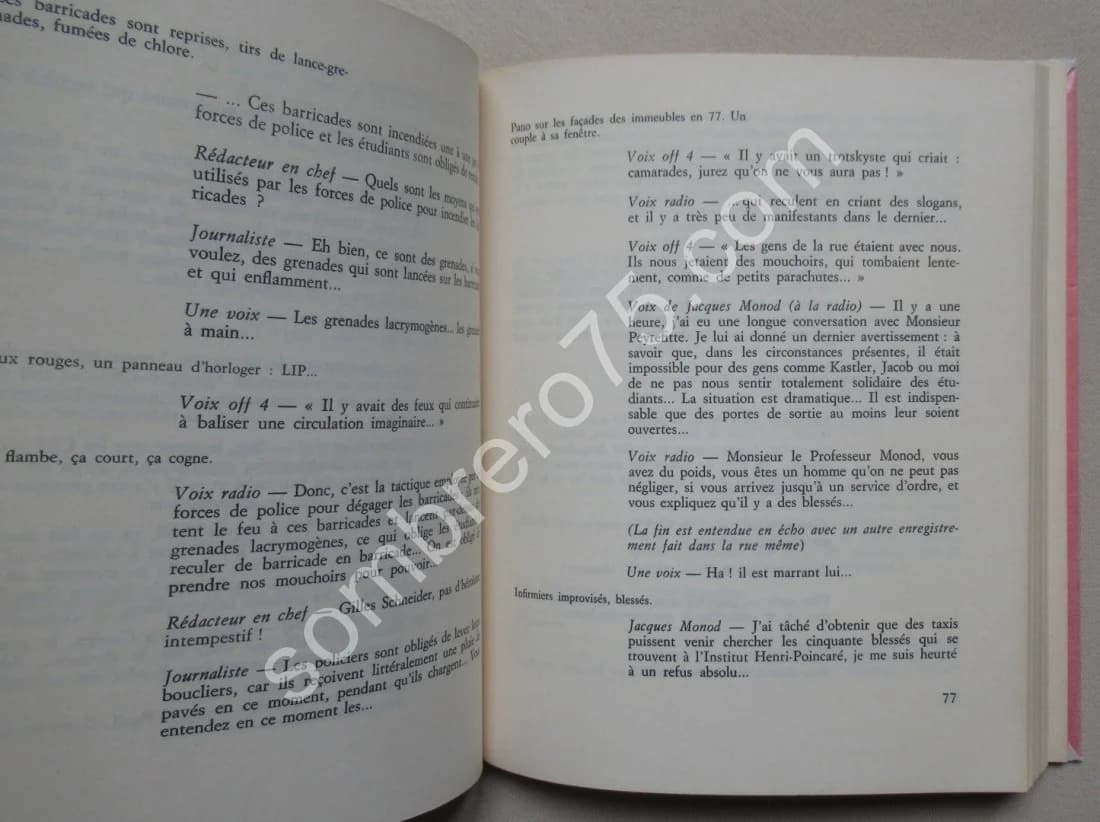 es barricades sont reprises, tirs de lance-gre-
nades, fumées de chlore.
— ... Ces barricades sont incendiées une à une
forces de police et les étudiants sont obligés de
Rédacteur en chef — Quels sont les moyens
utilisés par les forces de police pour incendier les
ricades ?
Journaliste — Eh bien, ce sont des grenades, si
voulez, des grenades qui sont lancées sur les
et qui enflamment...
Une voix — Les grenades lacrymogènes... les
à main...
ux rouges, un panneau d'horloger : LIP...
Voix off 4 — « Il y avait des feux qui
à baliser une circulation imaginaire... »
flambe, ça court, ça cogne.
Voix radio — Donc, c'est la tactique
forces de police pour dégager les barricades
tent le feu à ces barricades et lancent
grenades lacrymogènes, ce qui oblige les
reculer de barricade en barricade... On est obligé
prendre nos mouchoirs pour pouvoir...
Rédacteur en chef — Gilles Schneider, pas
intempestif !
Journaliste — Les policiers sont obligés de lever
boucliers, car ils reçoivent littéralement une pluie de
pavés en ce moment, pendant qu'ils chargent...
entendez en ce moment les...
Pano sur les façades des immeubles en 77. Un
couple à sa fenêtre.
Voix off 4 — « Il y avait un trotskyste qui criait :
camarades, jurez qu'on ne vous aura pas ! »
Voix radio — ... qui reculent en criant des slogans,
et il y a très peu de manifestants dans le dernier...
Voix off 4 — « Les gens de la rue étaient avec nous.
Ils nous jetaient des mouchoirs, qui tombaient lente-
ment, comme de petits parachutes... »
Voix de Jacques Monod (à la radio) — Il y a une
heure, j'ai eu une longue conversation avec Monsieur
Peyrefitte. Je lui ai donné un dernier avertissement : à
savoir que, dans les circonstances présentes, il était
impossible pour des gens comme Kastler, Jacob ou moi
de ne pas nous sentir totalement solidaire des étu-
diants... La situation est dramatique... Il est indispen-
sable que des portes de sortie au moins leur soient
ouvertes...
Voix radio — Monsieur le Professeur Monod, vous
avez du poids, vous êtes un homme qu'on ne peut pas
négliger, si vous arrivez jusqu'à un service d'ordre, et
vous expliquez qu'il y a des blessés...
(La fin est entendue en écho avec un autre enregistre-
ment fait dans la rue même)
Une voix — Ha ! il est marrant lui...
Infirmiers improvisés, blessés.
Jacques Monod — J'ai tâché d'obtenir que des taxis
puissent venir chercher les cinquante blessés qui se
trouvent à l'Institut Henri-Poincaré, je me suis heurté
à un refus absolu...
77
sombrero75.com